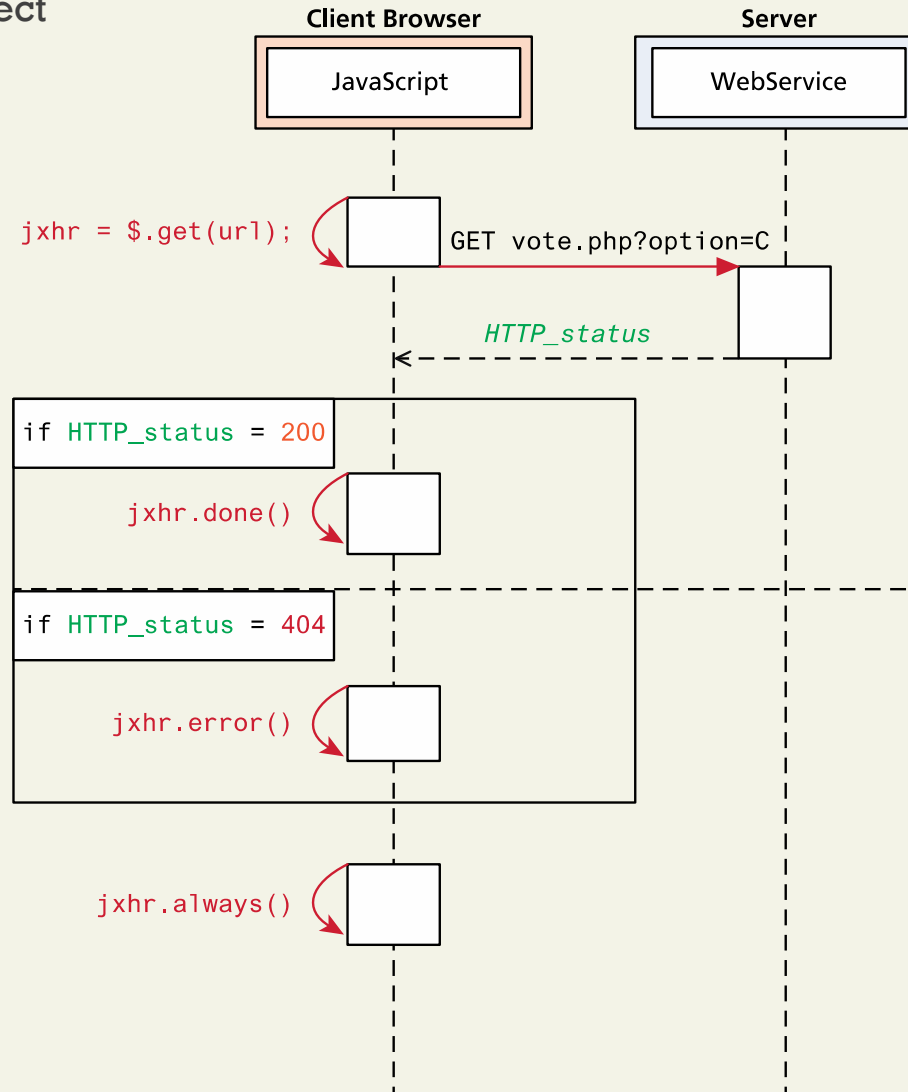 Client Browser
Server
JavaScript
WebService
jxhr = $.get(url);
GET vote.php?option=C
HTTP_status
if HTTP_status = 200
jxhr.done()
if HTTP_status = 404
jxhr.error()
jxhr.always()